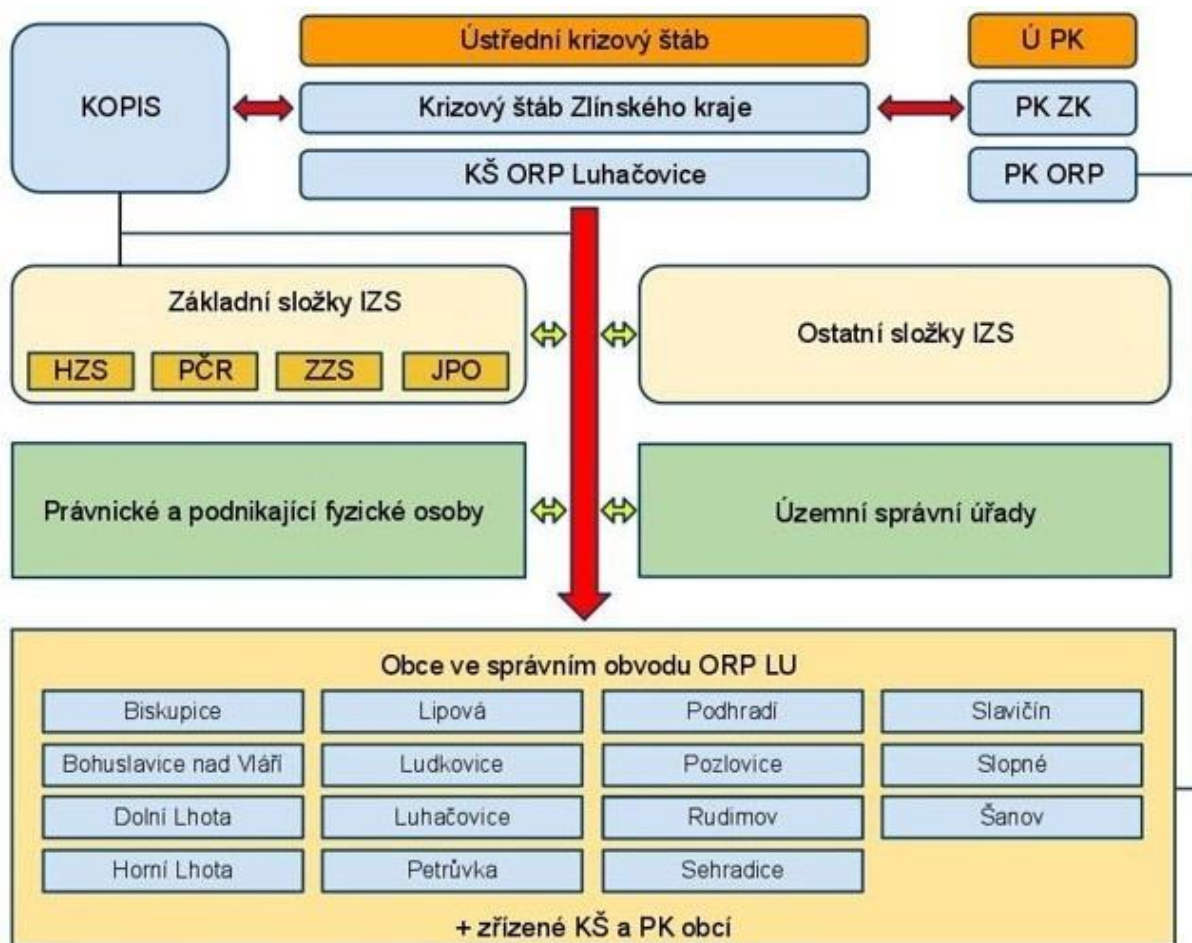 KOPIS
Ústřední krizový štáb
Ú PK
Krizový štáb Zlínského kraje
PK ZK
KŠ ORP Luhačovice
PK ORP
Základní složky IZS
HZS
PČR
ZZS
JPO
Ostatní složky IZS
Právnické a podnikající fyzické osoby
Územní správní úřady
Obce ve správním obvodu ORP LU
Biskupice
Lipová
Podhradí
Slavičín
Bohuslavice nad Vláří
Ludkovice
Pozlovice
Slopné
Dolní Lhota
Luhačovice
Rudimov
Šanov
Horní Lhota
Petrůvka
Sehradice
+ zřízené KŠ a PK obcí